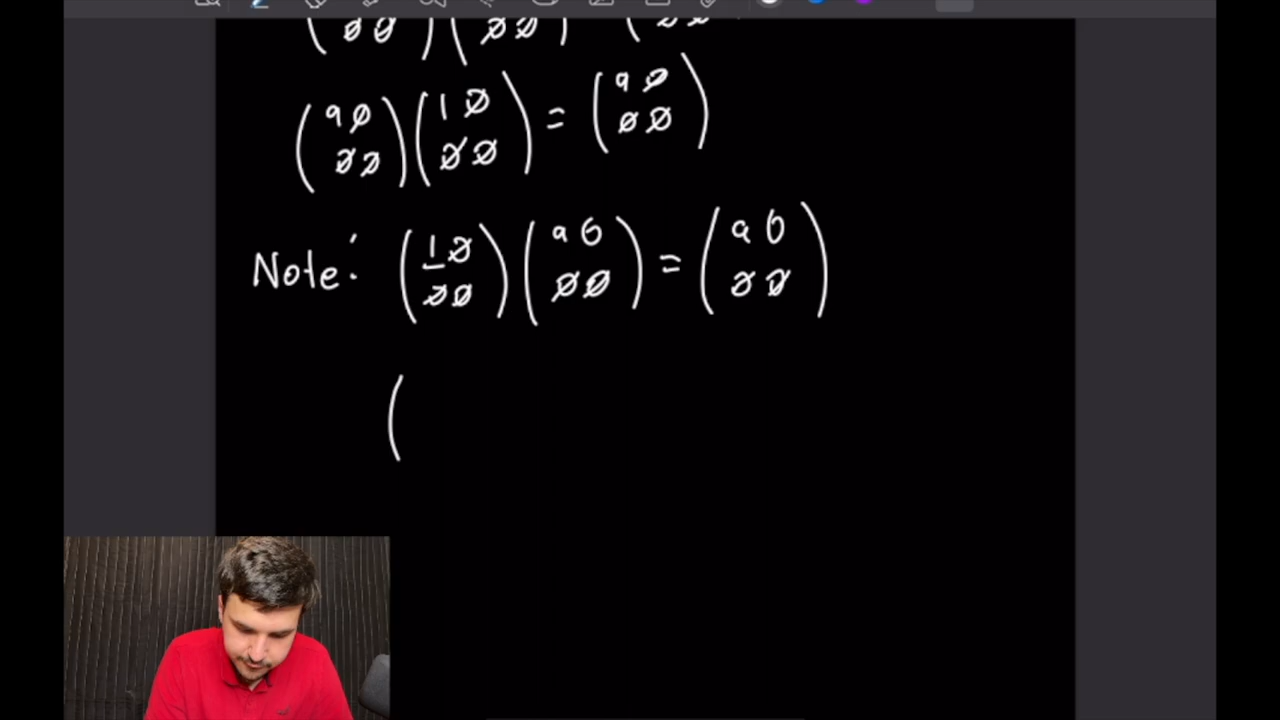 (∅ ∅) (∅ ∅) (∅ ∅)
(a ∅ ∅ ∅) (1 ∅ ∅ ∅) = (a ∅ ∅ ∅)
Note: (1 ∅ ∅ ∅) (a b ∅ ∅) = (a b ∅ ∅)
(